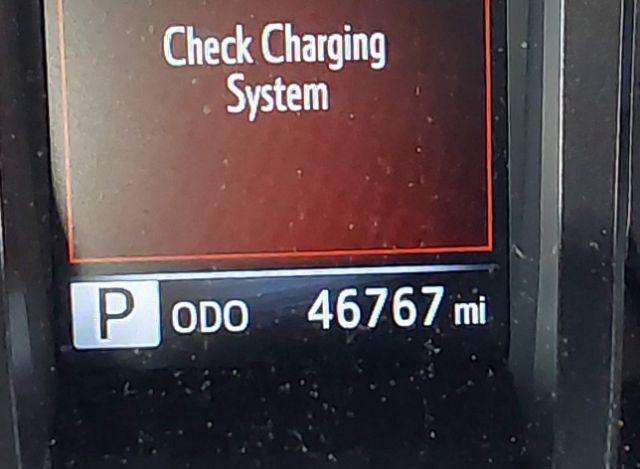 Check Charging
System
P ODO 46767 mi